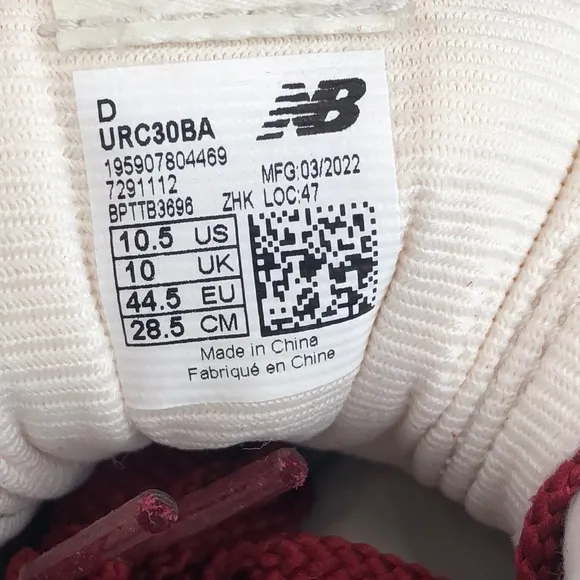 D
URC30BA
NB
195907804469
7291112
MFG:03/2022
BPTTB3696 ZHK LOC:47
10.5 US
10 UK
44.5 EU
28.5 CM
Made in China
Fabriqué en Chine